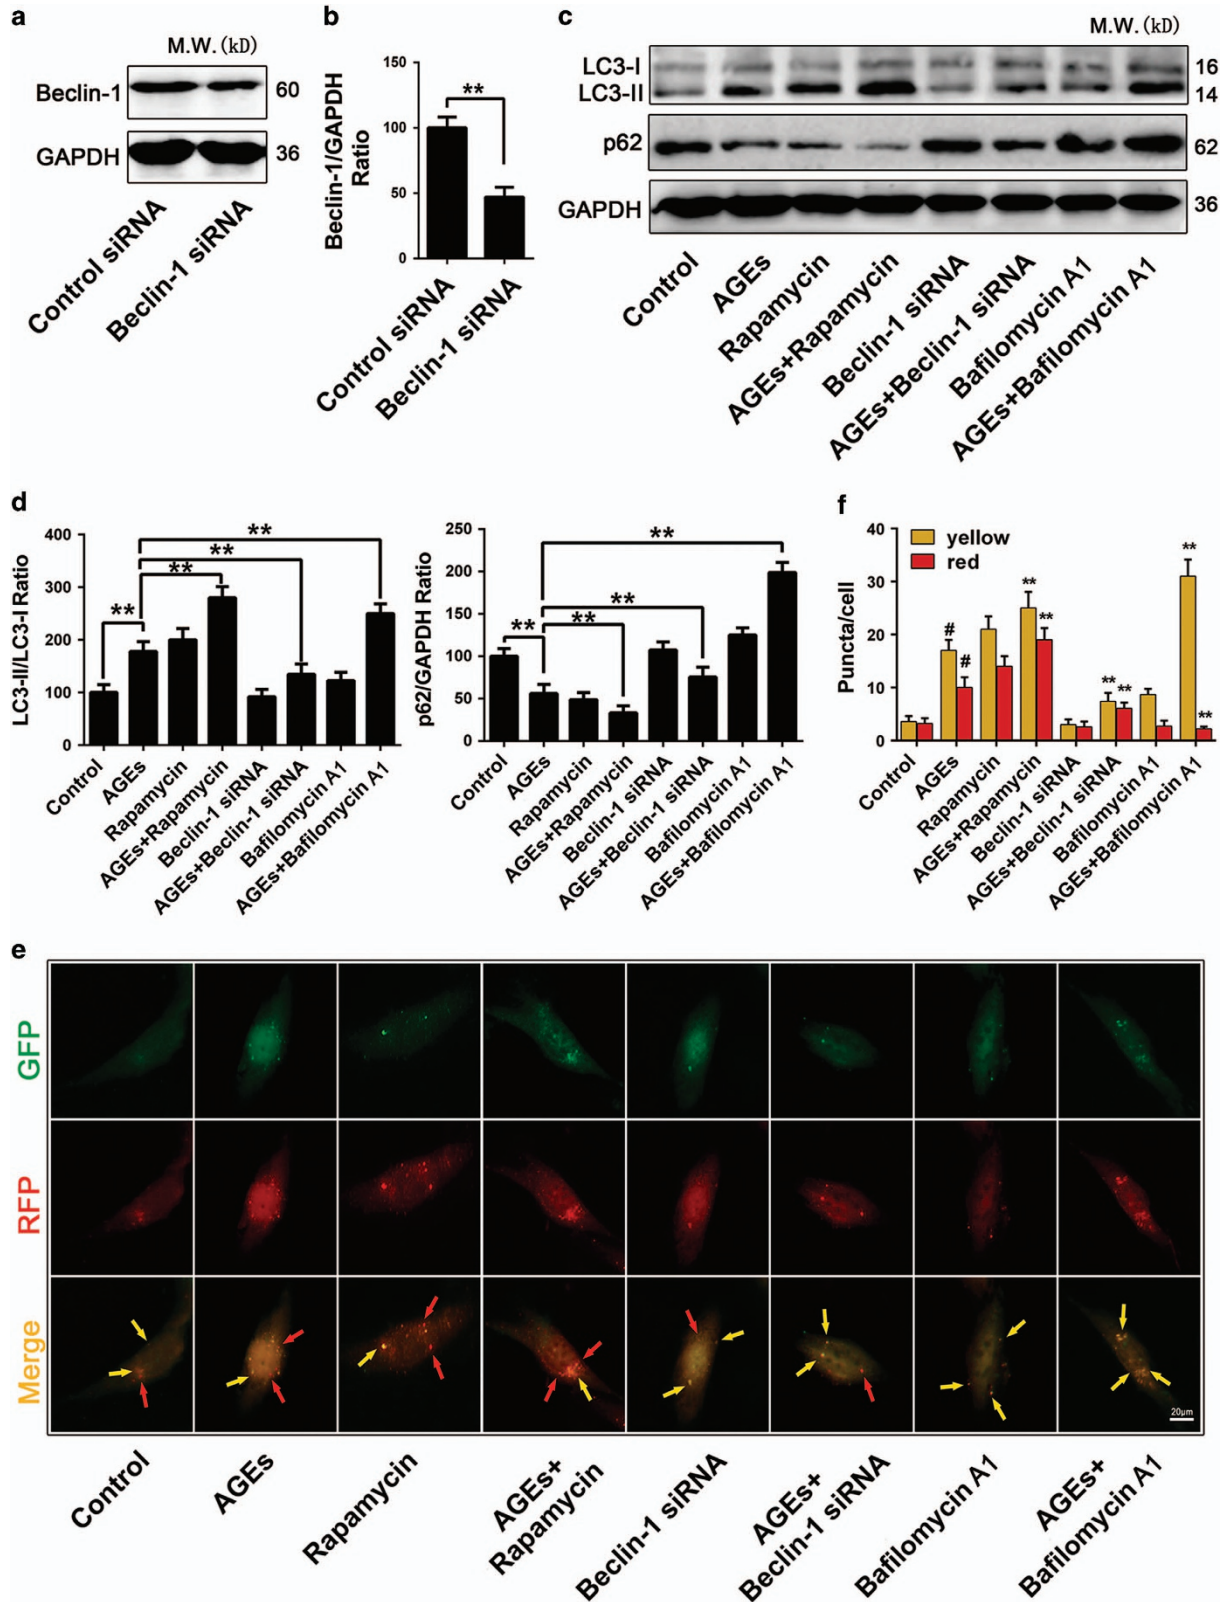 a
M.W.(kD)
Beclin-1
60
GAPDH
36
Control siRNA
Beclin-1 siRNA
b
Beclin-1/GAPDH
Ratio
150
100
50
0
**
Control siRNA
Beclin-1 siRNA
c
M.W.(kD)
LC3-I
16
LC3-II
14
p62
62
GAPDH
36
Control
AGEs
Rapamycin
AGEs+Rapamycin
Beclin-1 siRNA
AGEs+Beclin-1 siRNA
Bafilomycin A1
AGEs+Bafilomycin A1
d
LC3-II/LC3-I Ratio
400
300
200
100
0
**
**
**
**
Control
AGEs
Rapamycin
AGEs+Rapamycin
Beclin-1 siRNA
AGEs+Beclin-1 siRNA
Bafilomycin A1
AGEs+Bafilomycin A1
p62/GAPDH Ratio
250
200
150
100
50
0
**
**
**
**
Control
AGEs
Rapamycin
AGEs+Rapamycin
Beclin-1 siRNA
AGEs+Beclin-1 siRNA
Bafilomycin A1
AGEs+Bafilomycin A1
f
Puncta/cell
40
30
20
10
0
yellow
red
#
#
**
**
**
**
**
**
Control
AGEs
Rapamycin
AGEs+Rapamycin
Beclin-1 siRNA
AGEs+Beclin-1 siRNA
Bafilomycin A1
AGEs+Bafilomycin A1
e
GFP
RFP
Merge
20μm
Control
AGEs
Rapamycin
AGEs+
Rapamycin
Beclin-1 siRNA
AGEs+
Beclin-1 siRNA
Bafilomycin A1
AGEs+
Bafilomycin A1